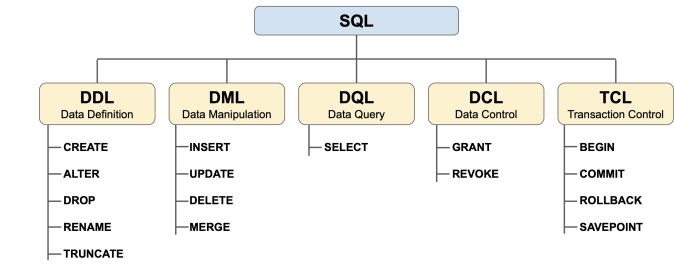 SQL
DDL
Data Definition
CREATE
ALTER
DROP
RENAME
TRUNCATE
DML
Data Manipulation
INSERT
UPDATE
DELETE
MERGE
DQL
Data Query
SELECT
DCL
Data Control
GRANT
REVOKE
TCL
Transaction Control
BEGIN
COMMIT
ROLLBACK
SAVEPOINT